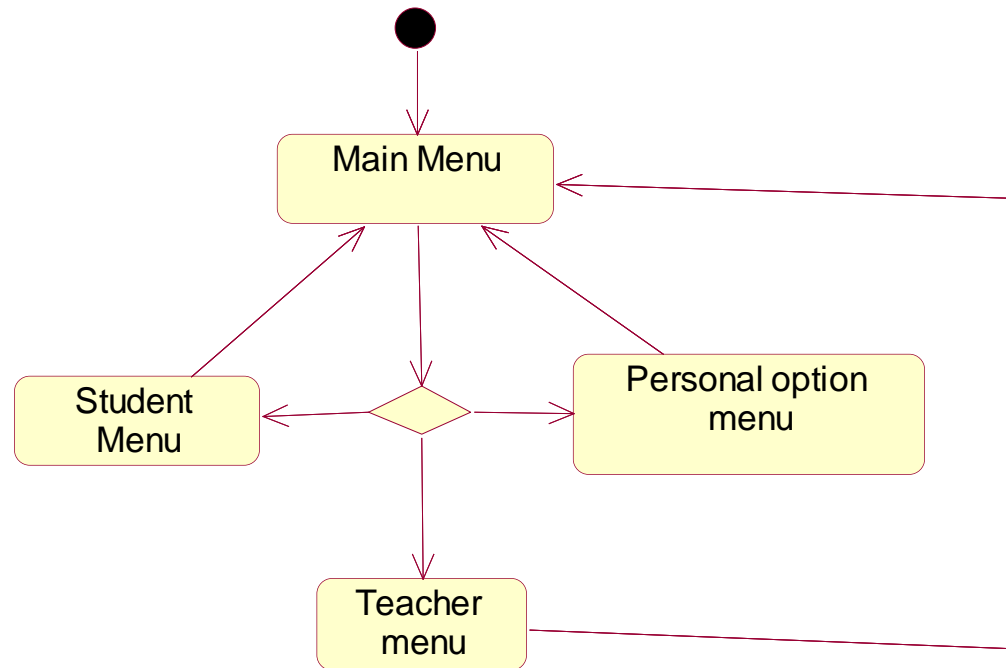 Main Menu
Student
Menu
Personal option
menu
Teacher
menu